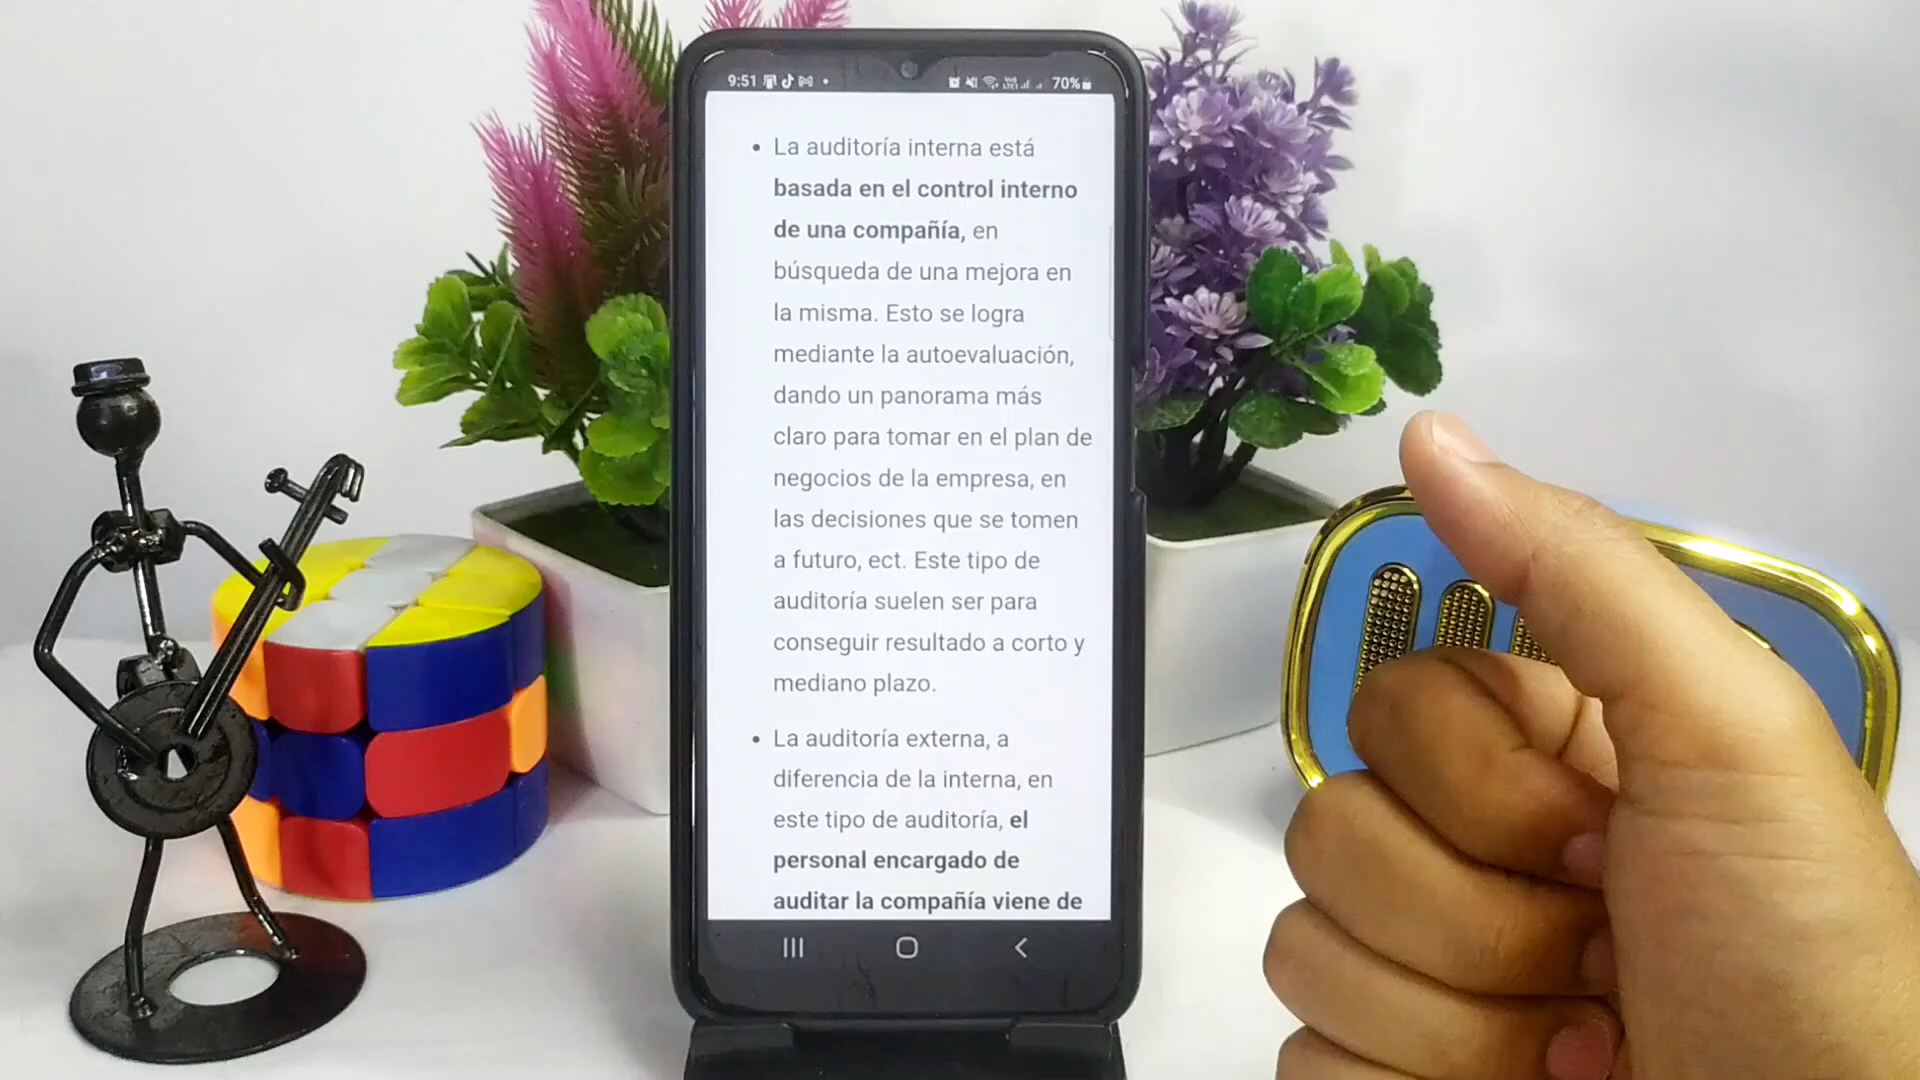 9:51
70%
La auditoría interna está
basada en el control interno
de una compañía, en
búsqueda de una mejora en
la misma. Esto se logra
mediante la autoevaluación,
dando un panorama más
claro para tomar en el plan de
negocios de la empresa, en
las decisiones que se tomen
a futuro, ect. Este tipo de
auditoría suelen ser para
conseguir resultado a corto y
mediano plazo.
La auditoría externa, a
diferencia de la interna, en
este tipo de auditoría, el
personal encargado de
auditar la compañía viene de